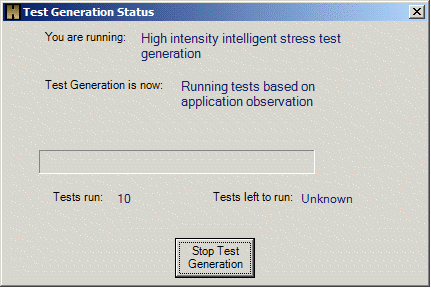 Test Generation Status
You are running: High intensity intelligent stress test
generation
Test Generation is now: Running tests based on
application observation
Tests run: 10 Tests left to run: Unknown
Stop Test
Generation